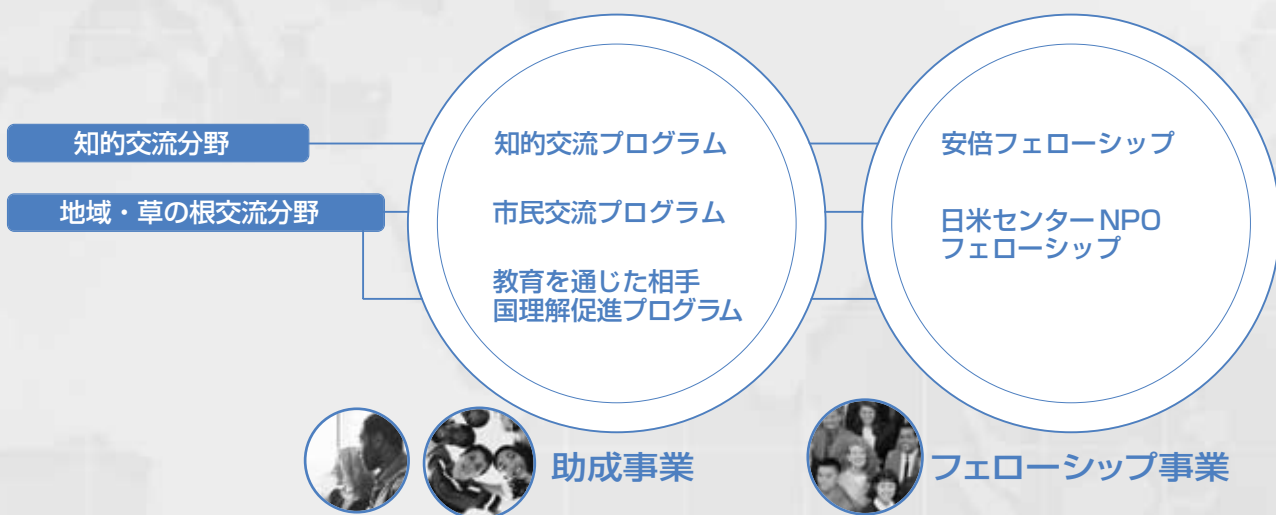 知的交流分野
知的交流プログラム
安倍フェローシップ
地域・草の根交流分野
市民交流プログラム
日米センターNPO
フェローシップ
教育を通じた相手
国理解促進プログラム
助成事業
フェローシップ事業